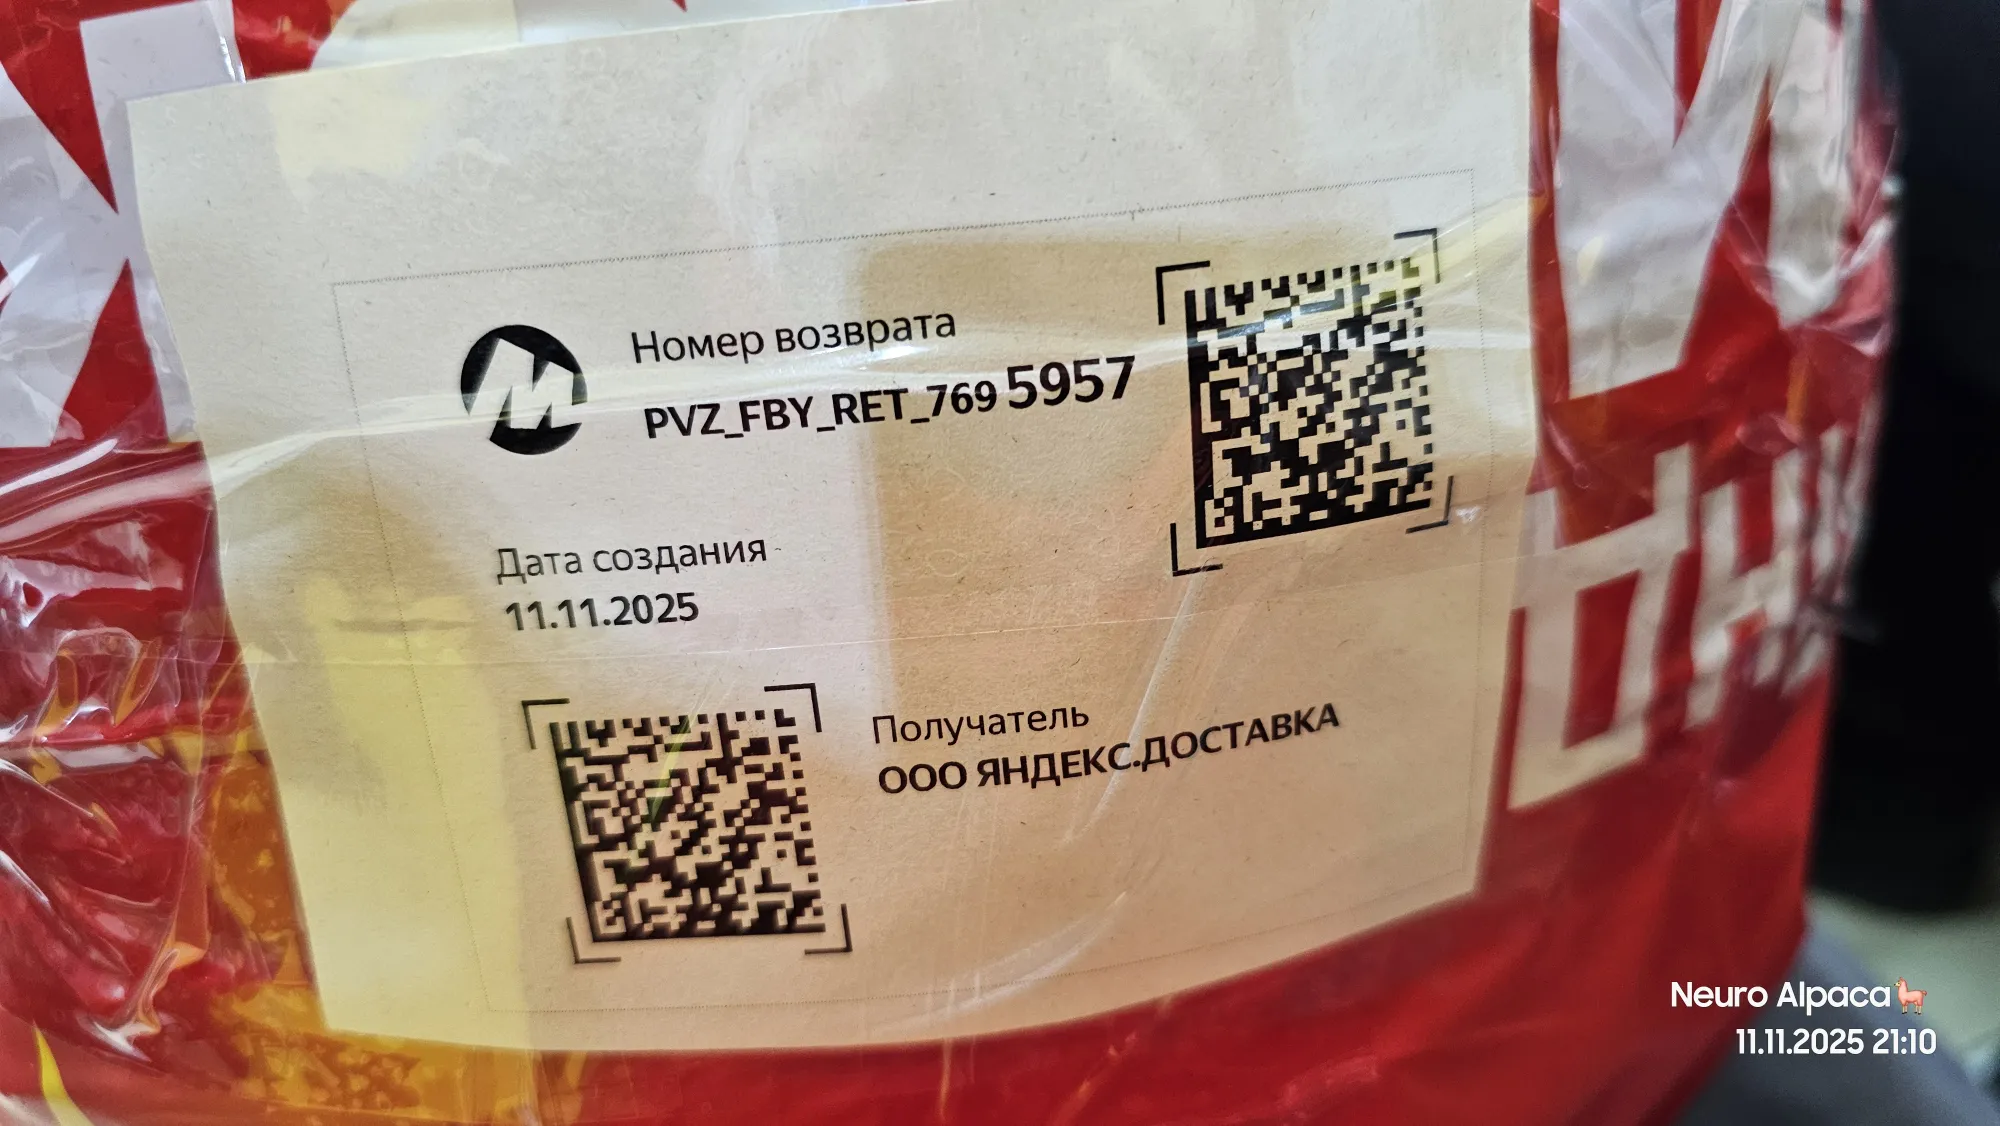 Номер возврата
PVZ_FBY_RET_769 5957
Дата создания
11.11.2025
Получатель
ООО ЯНДЕКС.ДОСТАВКА
Neuro Alpaca🦙
11.11.2025 21:10